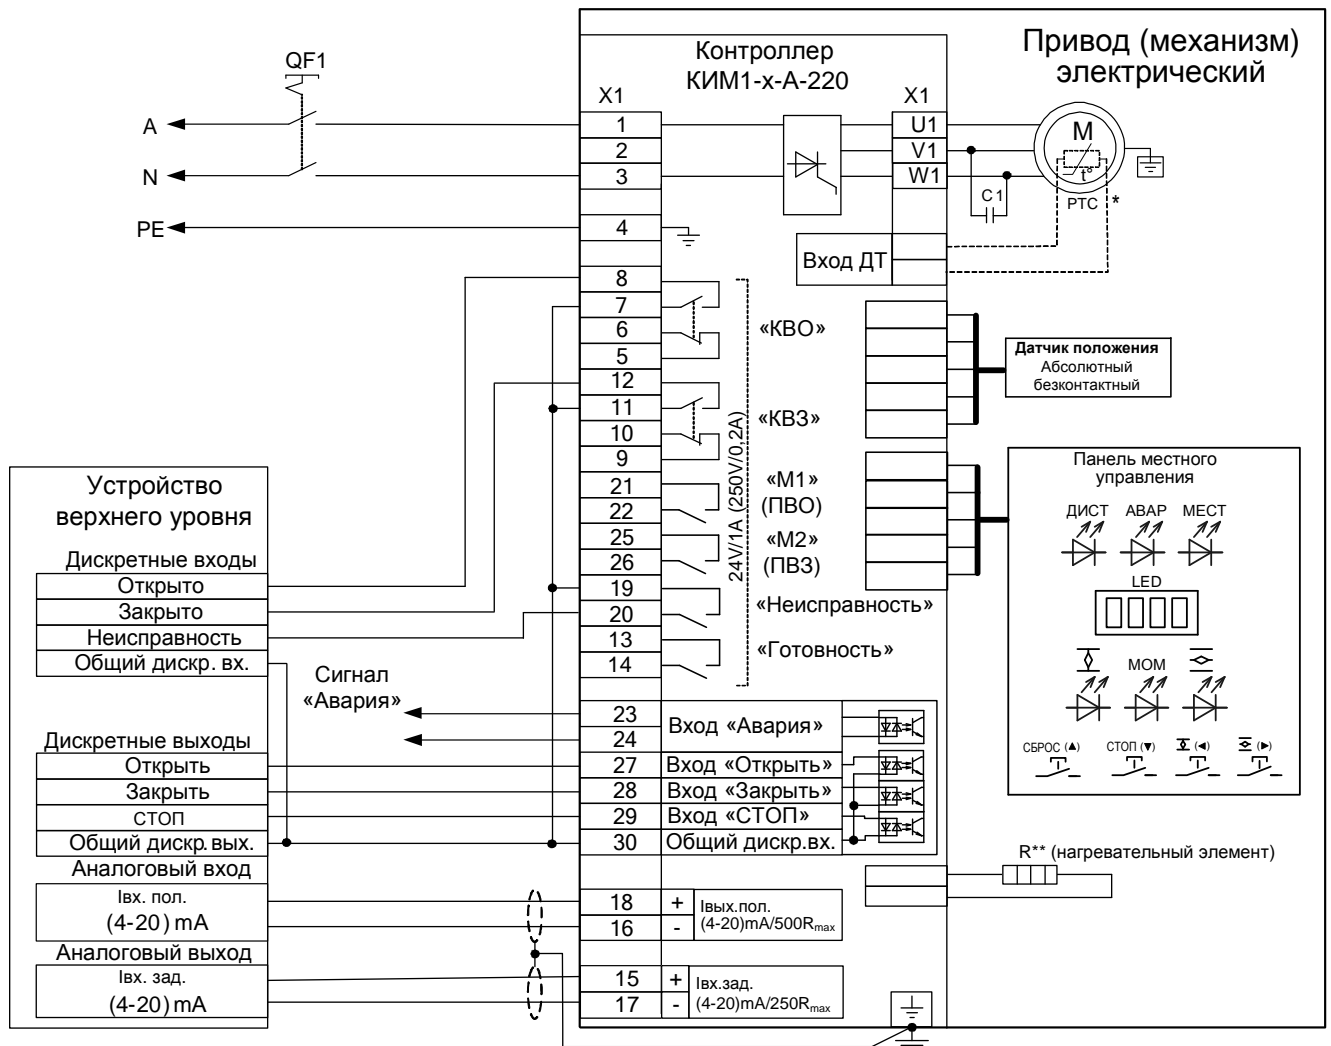 Привод (механизм)
электрический
Контроллер
КИМ1-х-А-220
QF1
X1
X1
A
N
PE
1
2
3
4
U1
V1
W1
M
t°
C1
РТС
*
Вход ДТ
8
7
6
5
12
11
10
9
21
22
25
26
19
20
13
14
«КВО»
«КВЗ»
«М1»
(ПВО)
«М2»
(ПВЗ)
«Неисправность»
«Готовность»
24V/1A (250V/0,2A)
Датчик положения
Абсолютный
бесконтактный
Панель местного
управления
ДИСТ АВАР МЕСТ
LED
МОМ
СБРОС (▲) СТОП (▼) (◄) (►)
Устройство
верхнего уровня
Дискретные входы
Открыто
Закрыто
Неисправность
Общий дискр. вх.
Сигнал
«Авария»
Дискретные выходы
Открыть
Закрыть
СТОП
Общий дискр. вых.
Аналоговый вход
Iвх. пол.
(4-20) mA
Аналоговый выход
Iвх. зад.
(4-20) mA
23
24
27
28
29
30
Вход «Авария»
Вход «Открыть»
Вход «Закрыть»
Вход «СТОП»
Общий дискр.вх.
18 +
16 -
Iвых.пол.
(4-20)mA/500Rmax
15 +
17 -
Iвх.зад.
(4-20)mA/250Rmax
R** (нагревательный элемент)